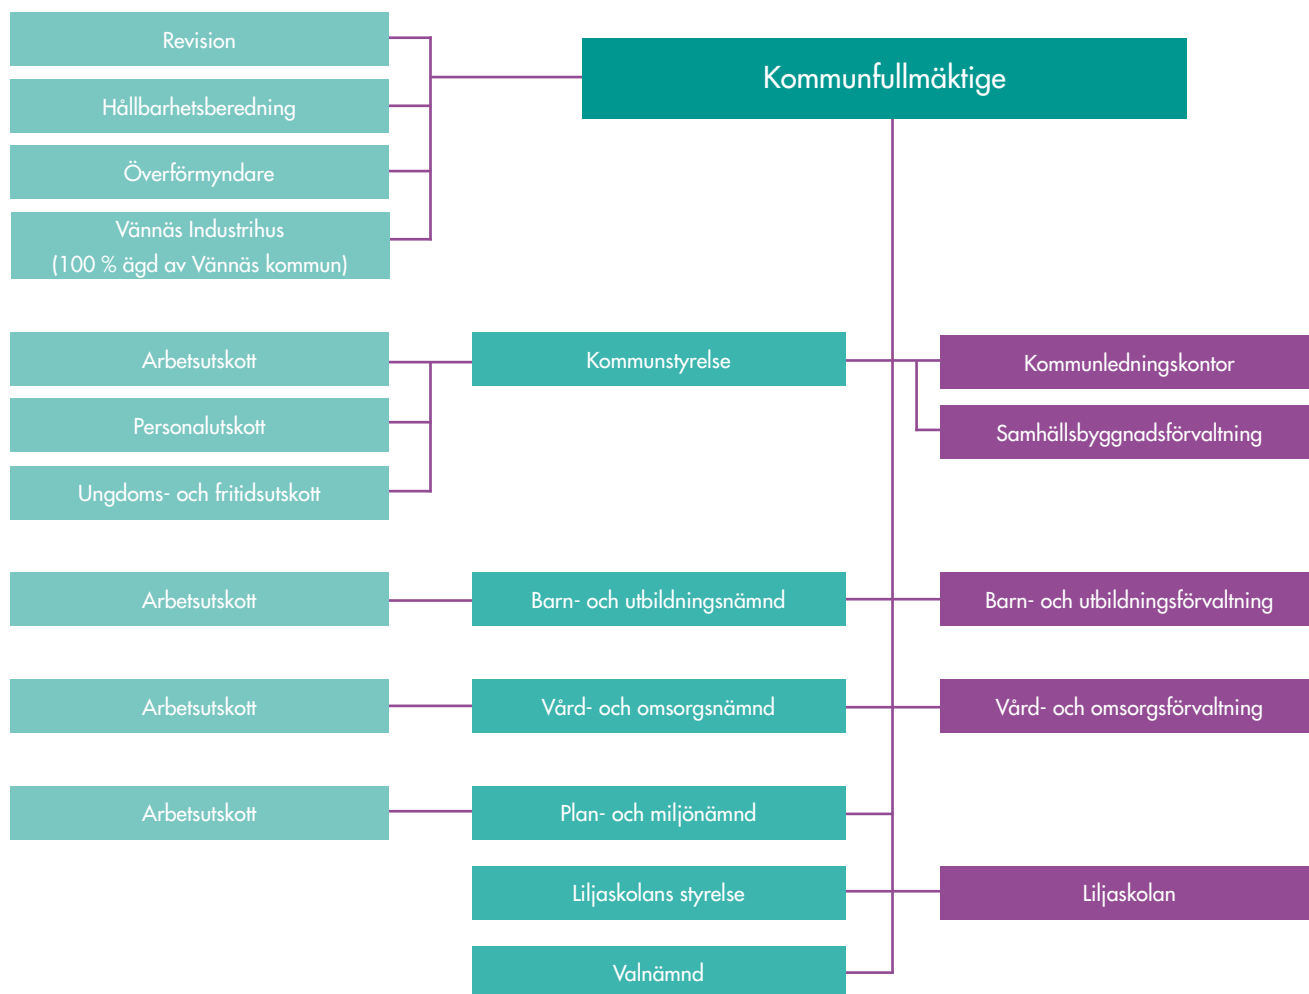 Revision
Kommunfullmäktige
Hållbarhetsberedning
Överförmyndare
Vännäs Industrihus
(100 % ägd av Vännäs kommun)
Arbetsutskott
Kommunstyrelse
Kommunledningskontor
Personalutskott
Samhällsbyggnadsförvaltning
Ungdoms- och fritidsutskott
Arbetsutskott
Barn- och utbildningsnämnd
Barn- och utbildningsförvaltning
Arbetsutskott
Vård- och omsorgsnämnd
Vård- och omsorgsförvaltning
Arbetsutskott
Plan- och miljönämnd
Liljaskolans styrelse
Liljaskolan
Valnämnd